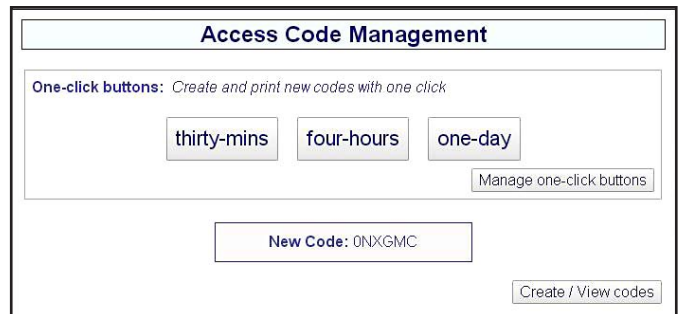 Access Code Management
One-click buttons: Create and print new codes with one click
thirty-mins four-hours one-day
Manage one-click buttons
New Code: 0NXGMC
Create / View codes